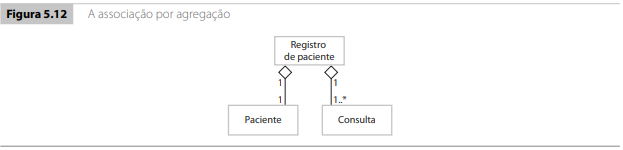 Figura 5.12 A associação por agregação
Registro
de paciente
1 1
1 1..*
Paciente Consulta